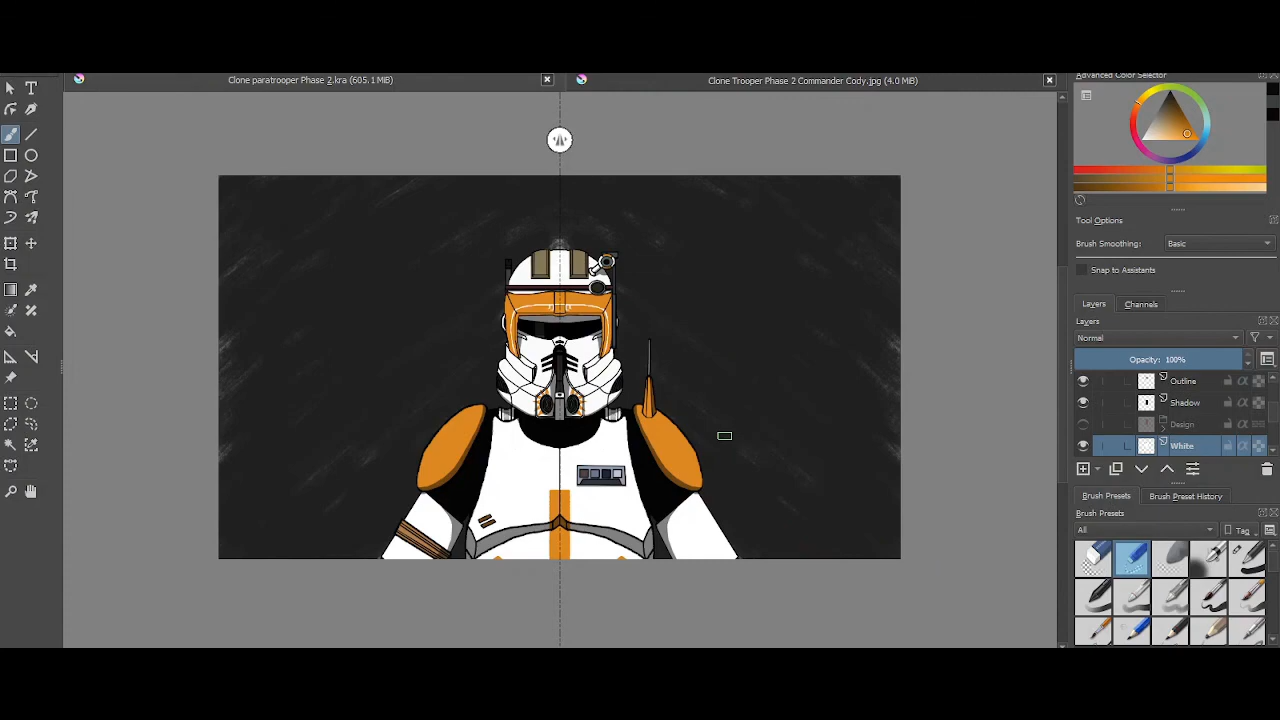 Clone paratrooper Phase 2.kra (605.1 MiB)
Clone Trooper Phase 2 Commander Cody.jpg (4.0 MiB)
Advanced Color Selector
Tool Options
Brush Smoothing: Basic
Snap to Assistants
Layers Channels
Layers
Normal
Opacity: 100%
Outline
Shadow
Design
White
Brush Presets Brush Preset History
Brush Presets
All Tag